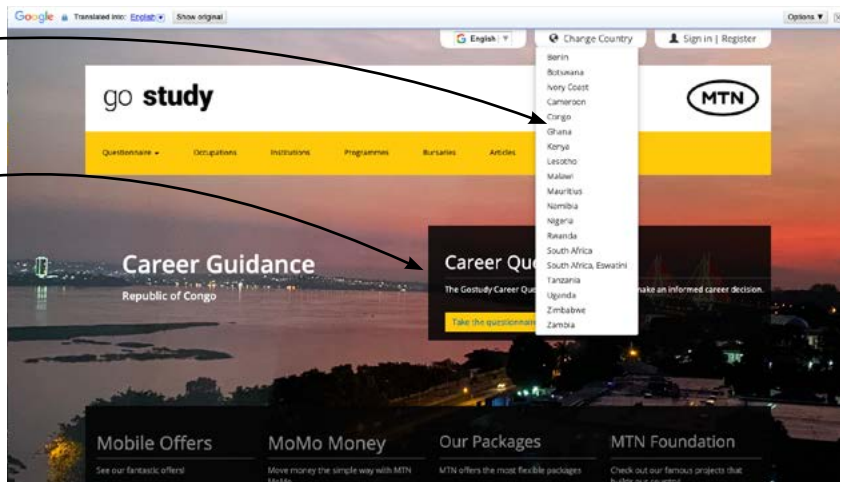 Google Translated into: English Show original Options ▼
English ▼ Change Country Sign in | Register
go study
MTN
Questionnaire Occupations Institutions Programmes Bursaries Articles
Benin
Botswana
Ivory Coast
Cameroon
Congo
Ghana
Kenya
Lesotho
Malawi
Mauritius
Namibia
Nigeria
Rwanda
South Africa
South Africa, Eswatini
Tanzania
Uganda
Zimbabwe
Zambia
Career Guidance
Republic of Congo
Career Que
The Gostudy Career Que make an informed career decision.
Take the questionnaire
Mobile Offers
See our fantastic offers!
MoMo Money
Move money the simple way with MTN
MoMo
Our Packages
MTN offers the most flexible packages
MTN Foundation
Check out our famous projects that